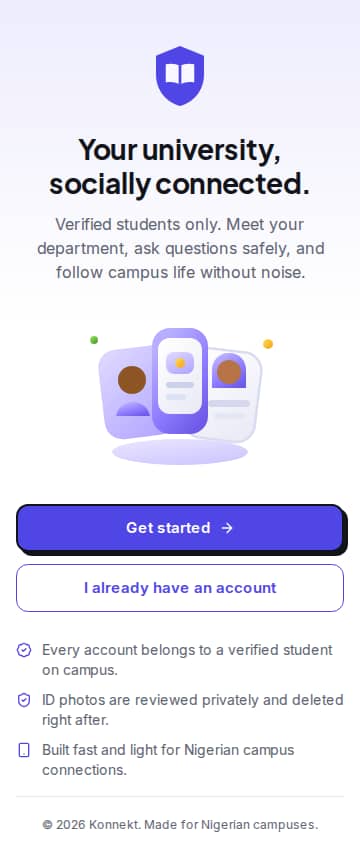 Your university,
socially connected.
Verified students only. Meet your
department, ask questions safely, and
follow campus life without noise.
Get started →
I already have an account
Every account belongs to a verified student
on campus.
ID photos are reviewed privately and deleted
right after.
Built fast and light for Nigerian campus
connections.
© 2026 Konnekt. Made for Nigerian campuses.